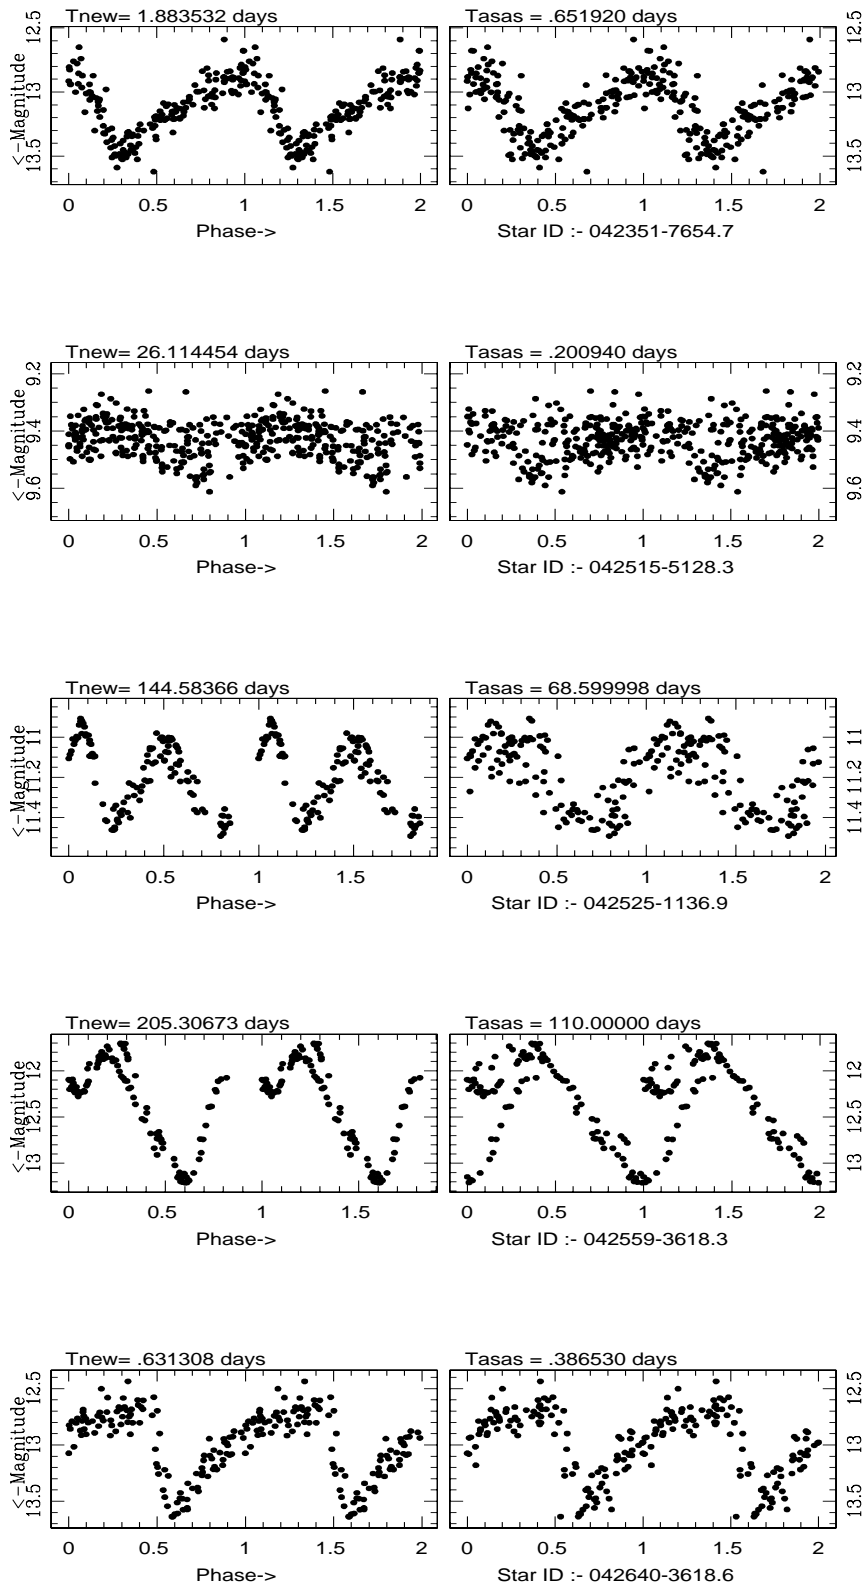 Tnew= 1.883532 days Tasas = .651920 days
12.5 13 13.5
<-Magnitude
12.5 13 13.5
0 0.5 1 1.5 2 0 0.5 1 1.5 2
Phase-> Star ID :- 042351-7654.7
Tnew= 26.114454 days Tasas = .200940 days
9.2 9.4 9.6
<-Magnitude
9.2 9.4 9.6
0 0.5 1 1.5 2 0 0.5 1 1.5 2
Phase-> Star ID :- 042515-5128.3
Tnew= 144.58366 days Tasas = 68.599998 days
11 11.2 11.4
<-Magnitude
11 11.2 11.4
0 0.5 1 1.5 0 0.5 1 1.5 2
Phase-> Star ID :- 042525-1136.9
Tnew= 205.30673 days Tasas = 110.00000 days
12 12.5 13
<-Magnitude
12 12.5 13
0 0.5 1 1.5 0 0.5 1 1.5 2
Phase-> Star ID :- 042559-3618.3
Tnew= .631308 days Tasas = .386530 days
12.5 13 13.5
<-Magnitude
12.5 13 13.5
0 0.5 1 1.5 2 0 0.5 1 1.5 2
Phase-> Star ID :- 042640-3618.6